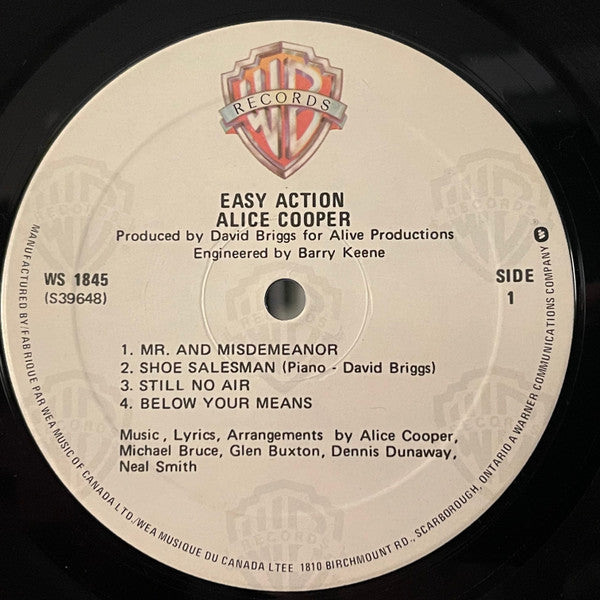 WB
RECORDS
EASY ACTION
ALICE COOPER
Produced by David Briggs for Alive Productions
Engineered by Barry Keene
WS 1845
(S39648)
SIDE
1
1. MR. AND MISDEMEANOR
2. SHOE SALESMAN (Piano - David Briggs)
3. STILL NO AIR
4. BELOW YOUR MEANS
Music, Lyrics, Arrangements by Alice Cooper,
Michael Bruce, Glen Buxton, Dennis Dunaway,
Neal Smith
MANUFACTURED BY/FABRIQUE PAR WEA MUSIC OF CANADA LTD./WEA MUSIQUE DU CANADA LTEE 1810 BIRCHMOUNT RD., SCARBOROUGH, ONTARIO A WARNER COMMUNICATIONS COMPANY